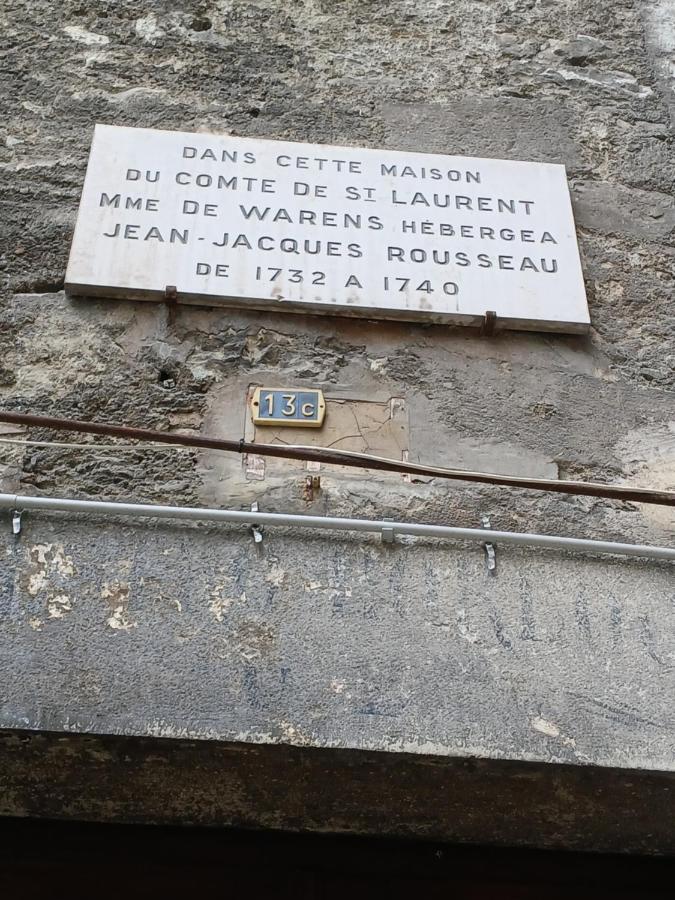 DANS CETTE MAISON
DU COMTE DE ST LAURENT
MME DE WARENS HÉBERGEA
JEAN-JACQUES ROUSSEAU
DE 1732 A 1740
13c